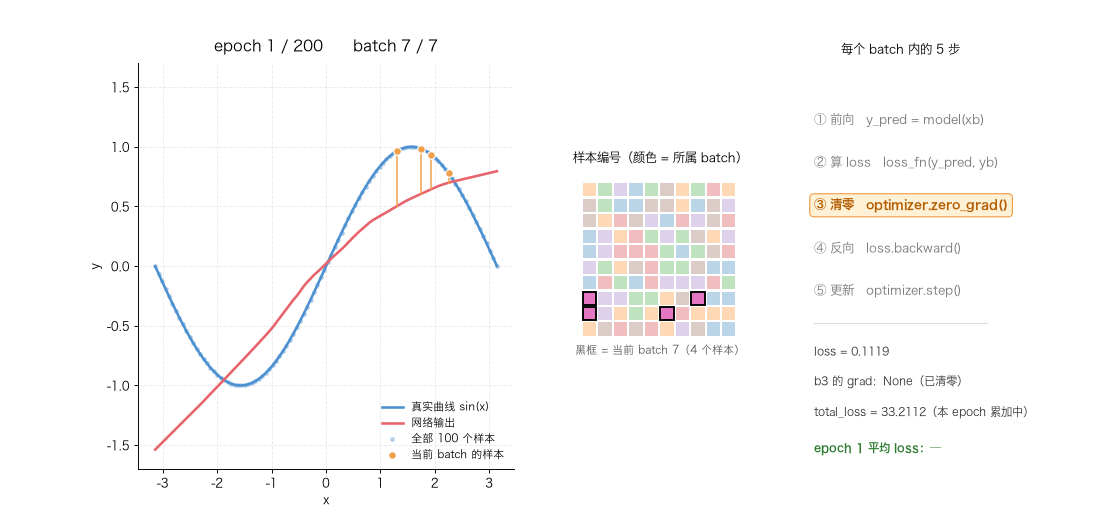 epoch 1 / 200  batch 7 / 7
1.5
1.0
0.5
0.0
-0.5
-1.0
-1.5
y
-3
-2
-1
0
1
2
3
x
真实曲线 sin(x)
网络输出
全部 100 个样本
当前 batch 的样本
样本编号（颜色 = 所属 batch）
黑框 = 当前 batch 7（4 个样本）
每个 batch 内的 5 步
① 前向 y_pred = model(xb)
② 算 loss loss_fn(y_pred, yb)
③ 清零 optimizer.zero_grad()
④ 反向 loss.backward()
⑤ 更新 optimizer.step()
loss = 0.1119
b3 的 grad：None（已清零）
total_loss = 33.2112（本 epoch 累加中）
epoch 1 平均 loss：—